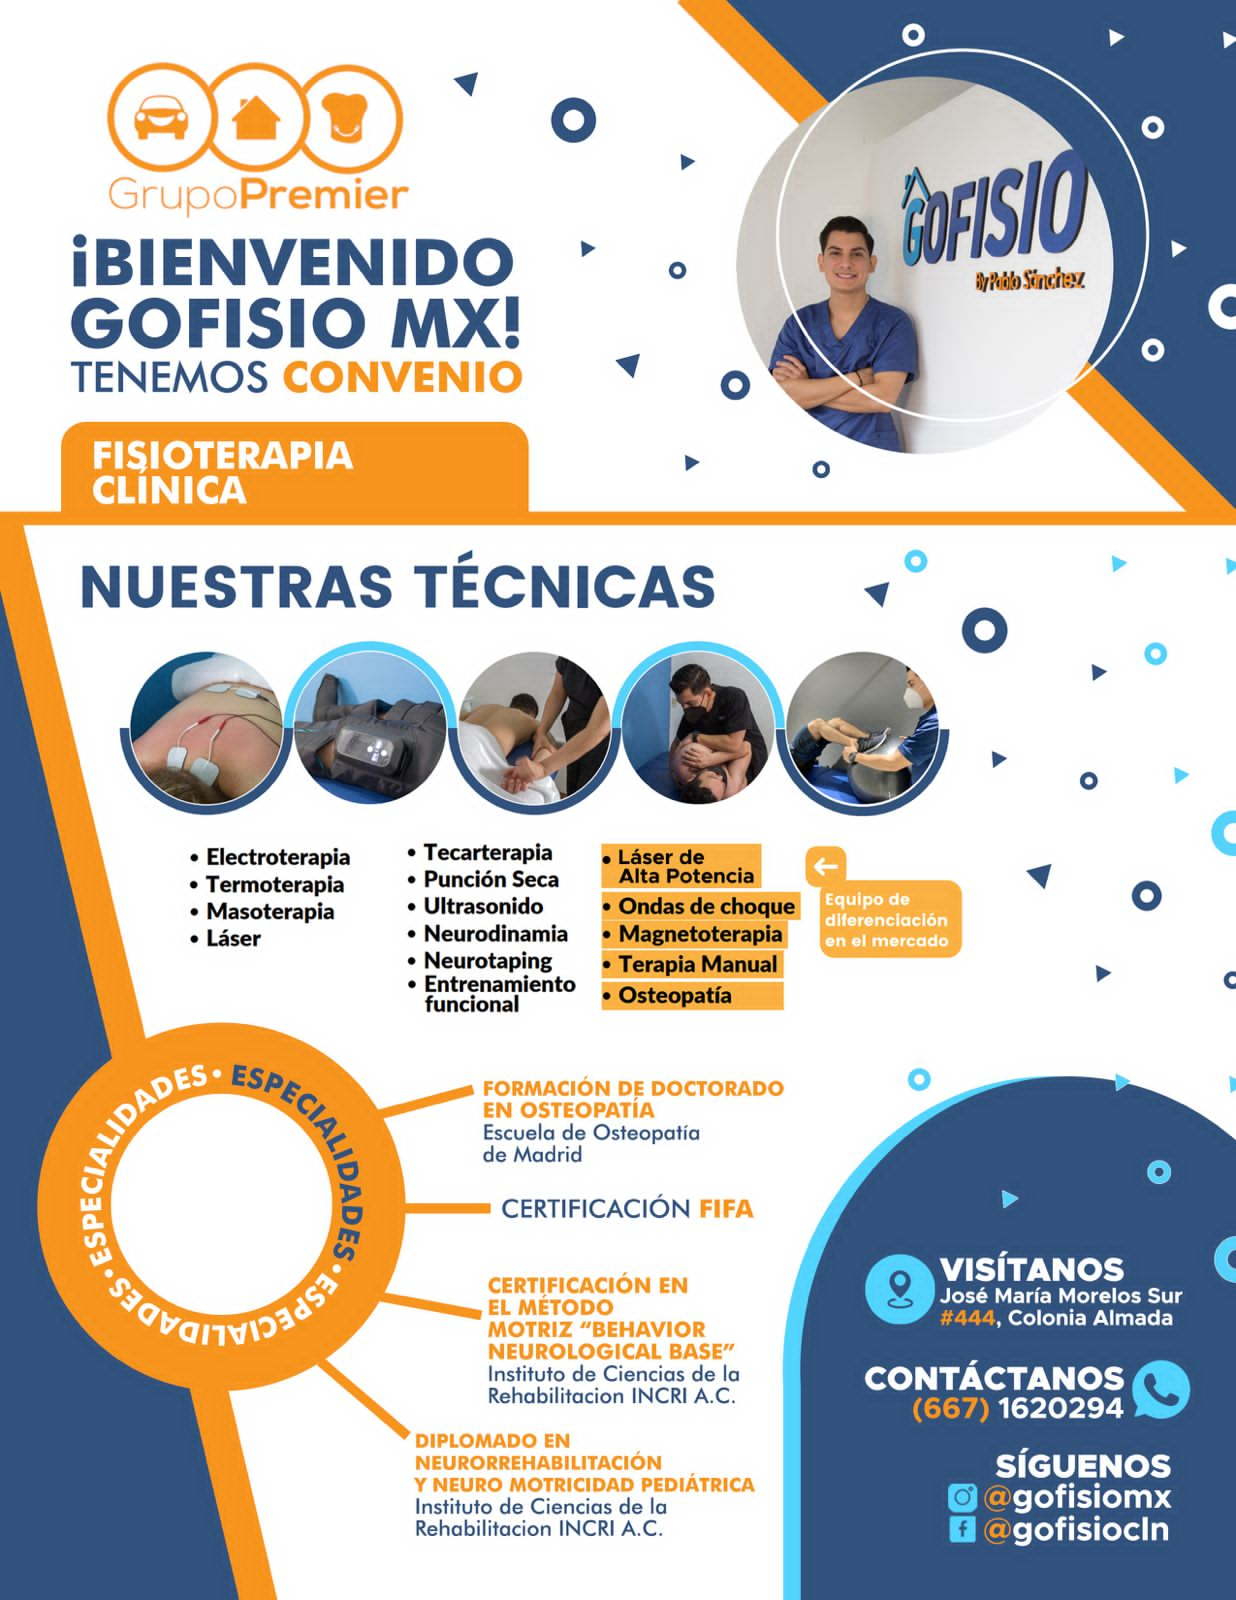 GrupoPremier
¡BIENVENIDO
GOFISIO MX!
TENEMOS CONVENIO
GOFISIO
By Pablo Sánchez
FISIOTERAPIA
CLÍNICA
NUESTRAS TÉCNICAS
• Electroterapia
• Termoterapia
• Masoterapia
• Láser
• Tecarterapia
• Punción Seca
• Ultrasonido
• Neurodinamia
• Neurotaping
• Entrenamiento
funcional
• Láser de
Alta Potencia
• Ondas de choque
• Magnetoterapia
• Terapia Manual
• Osteopatía
Equipo de
diferenciación
en el mercado
ESPECIALIDADES • ESPECIALIDADES • ESPECIALIDADES • ESPECIALIDADES •
FORMACIÓN DE DOCTORADO
EN OSTEOPATÍA
Escuela de Osteopatía
de Madrid
CERTIFICACIÓN FIFA
CERTIFICACIÓN EN
EL MÉTODO
MOTRIZ “BEHAVIOR
NEUROLOGICAL BASE”
Instituto de Ciencias de la
Rehabilitacion INCRI A.C.
DIPLOMADO EN
NEURORREHABILITACIÓN
Y NEURO MOTRICIDAD PEDIÁTRICA
Instituto de Ciencias de la
Rehabilitacion INCRI A.C.
VISÍTANOS
José María Morelos Sur
#444, Colonia Almada
CONTÁCTANOS
(667) 1620294
SÍGUENOS
@gofisiomx
@gofisiocln